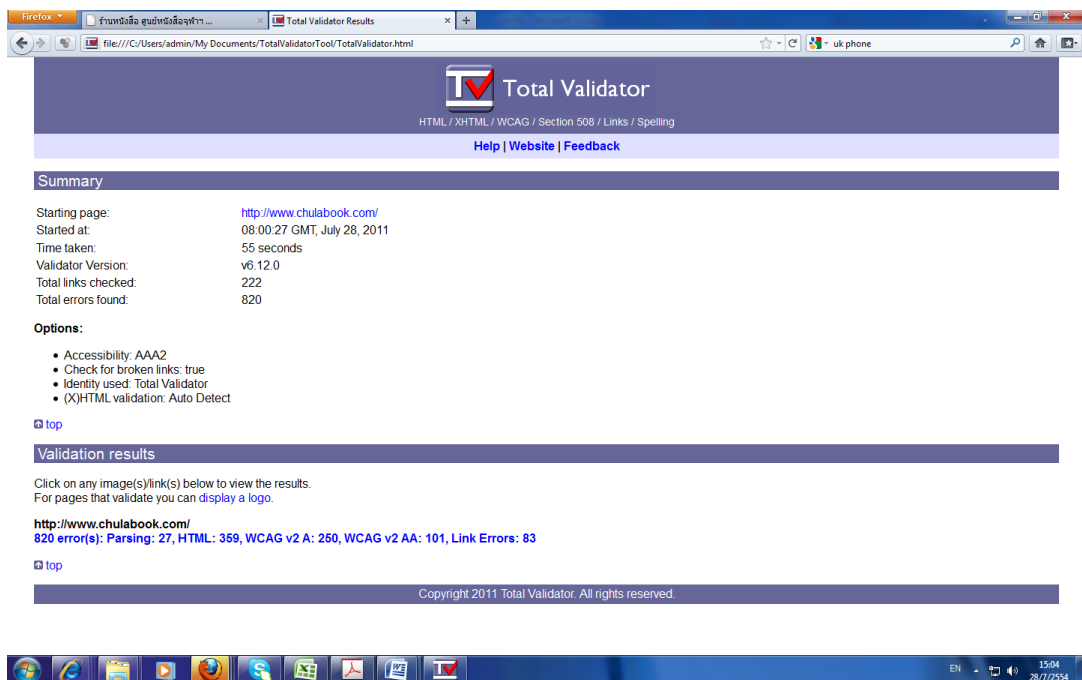 Firefox
ร้านหนังสือ ศูนย์หนังสือจุฬาฯ ...
Total Validator Results
file:///C:/Users/admin/My Documents/TotalValidatorTool/TotalValidator.html
uk phone
Total Validator
HTML / XHTML / WCAG / Section 508 / Links / Spelling
Help | Website | Feedback
Summary
Starting page: http://www.chulabook.com/
Started at: 08:00:27 GMT, July 28, 2011
Time taken: 55 seconds
Validator Version: v6.12.0
Total links checked: 222
Total errors found: 820
Options:
Accessibility: AAA2
Check for broken links: true
Identity used: Total Validator
(X)HTML validation: Auto Detect
top
Validation results
Click on any image(s)/link(s) below to view the results.
For pages that validate you can display a logo.
http://www.chulabook.com/
820 error(s): Parsing: 27, HTML: 359, WCAG v2 A: 250, WCAG v2 AA: 101, Link Errors: 83
top
Copyright 2011 Total Validator. All rights reserved.
EN
15:04
28/7/2554